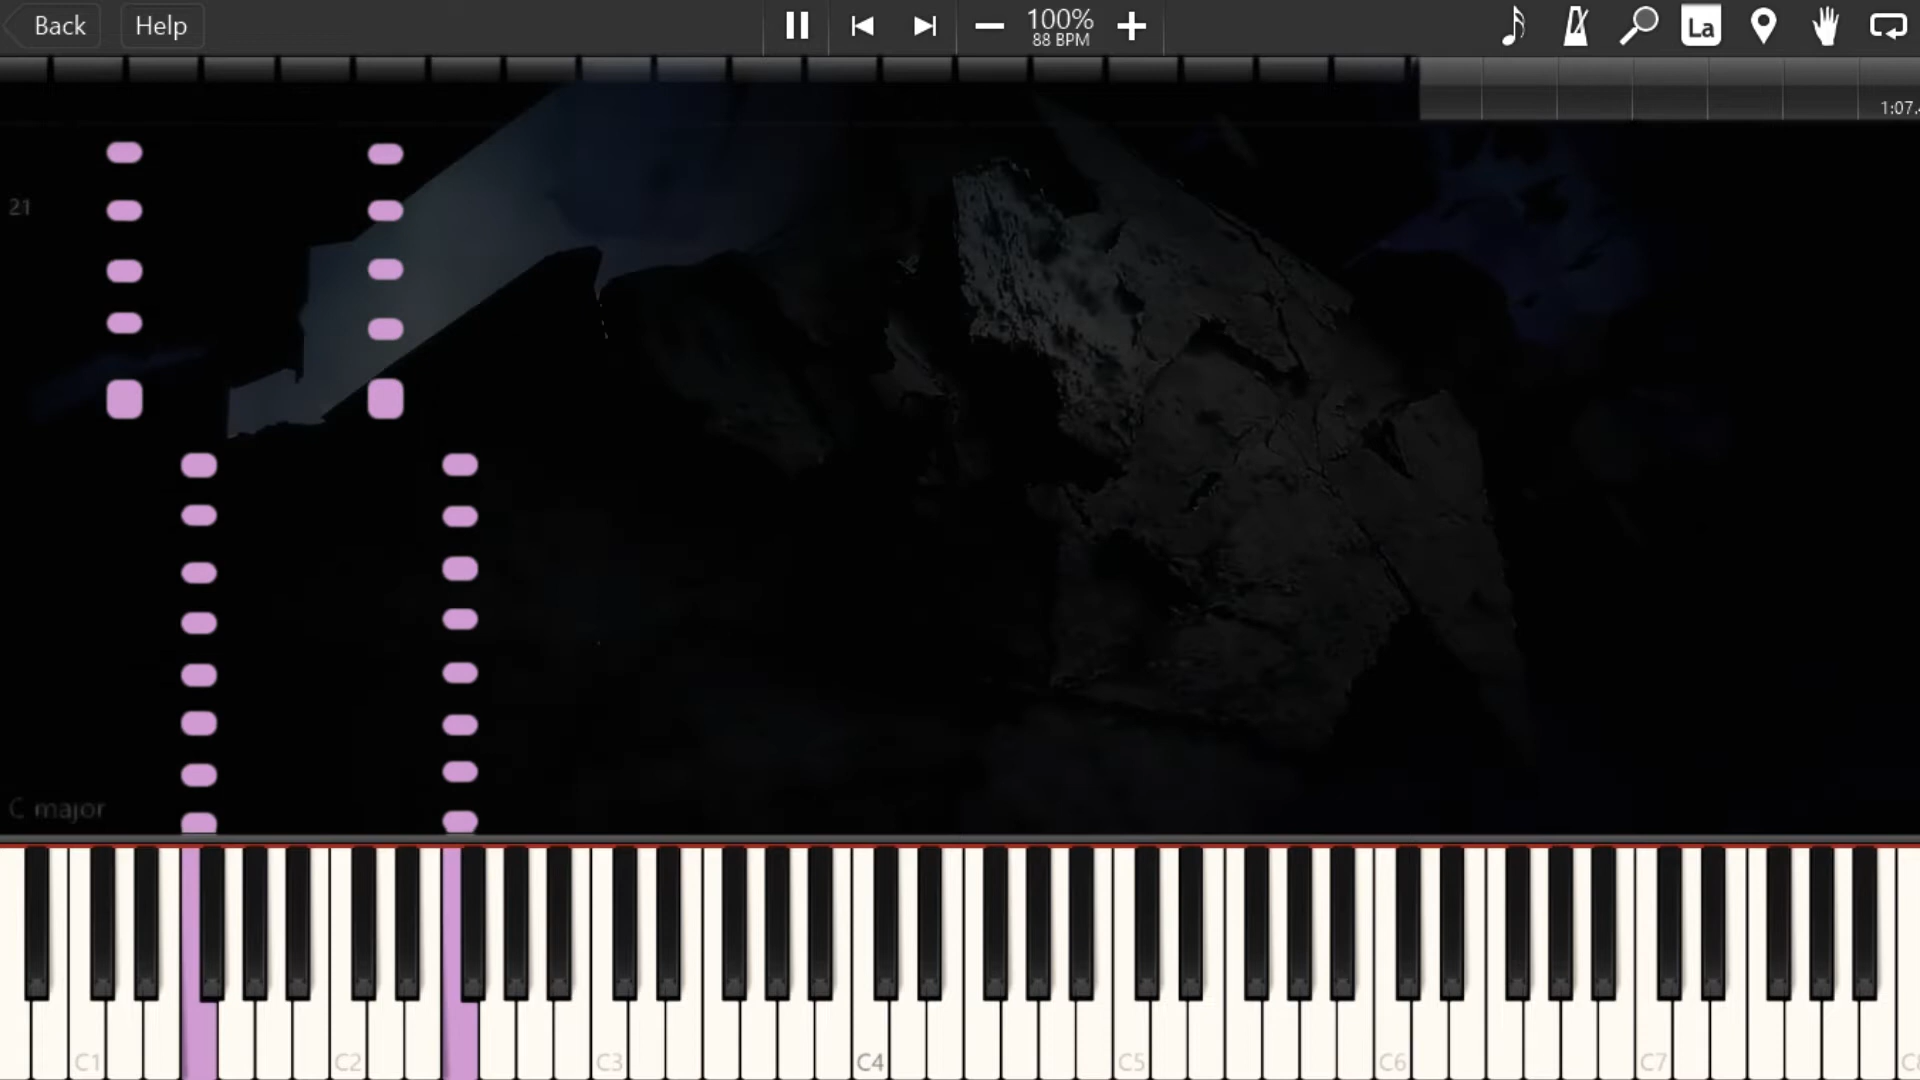 Back
Help
100%
88 BPM
La
1:07.
21
C major
C1
C2
C3
C4
C5
C6
C7